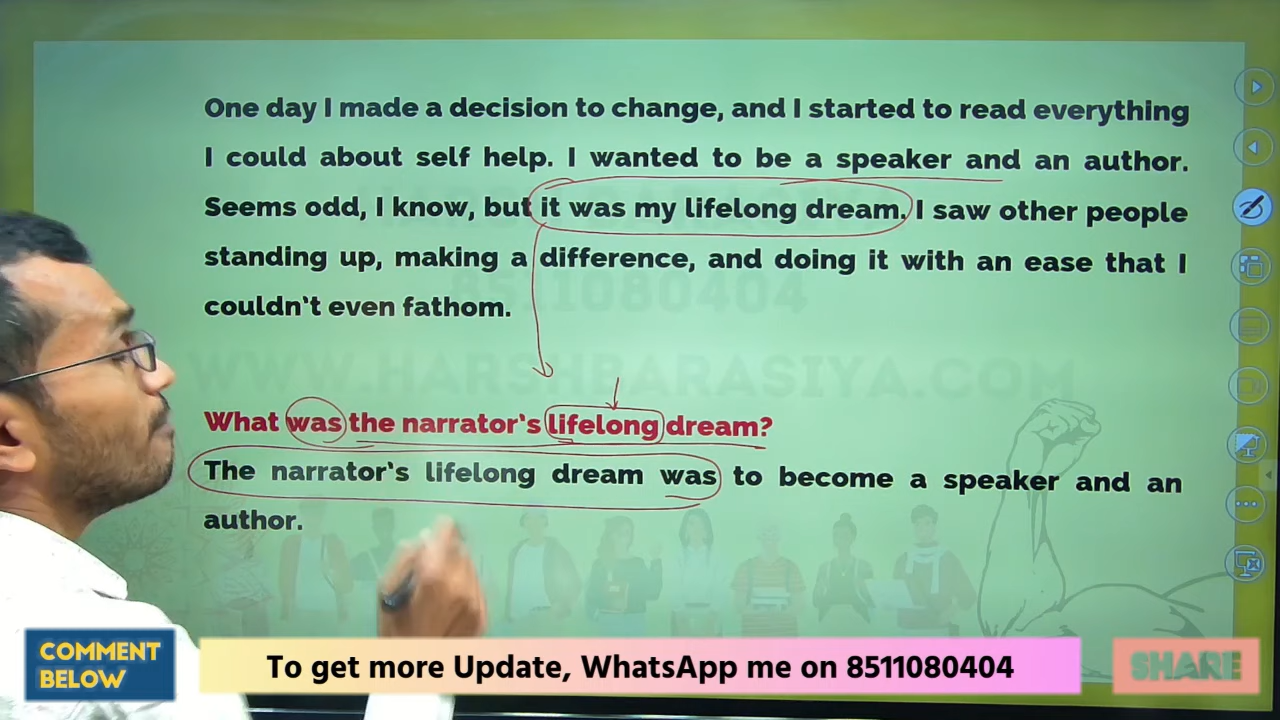 One day I made a decision to change, and I started to read everything
I could about self help. I wanted to be a speaker and an author.
Seems odd, I know, but it was my lifelong dream. I saw other people
standing up, making a difference, and doing it with an ease that I
couldn't even fathom.
8511080404
WWW.HARSHBARASIYA.COM
What was the narrator's lifelong dream?
The narrator's lifelong dream was to become a speaker and an
author.
COMMENT
BELOW
To get more Update, WhatsApp me on 8511080404
SHARE